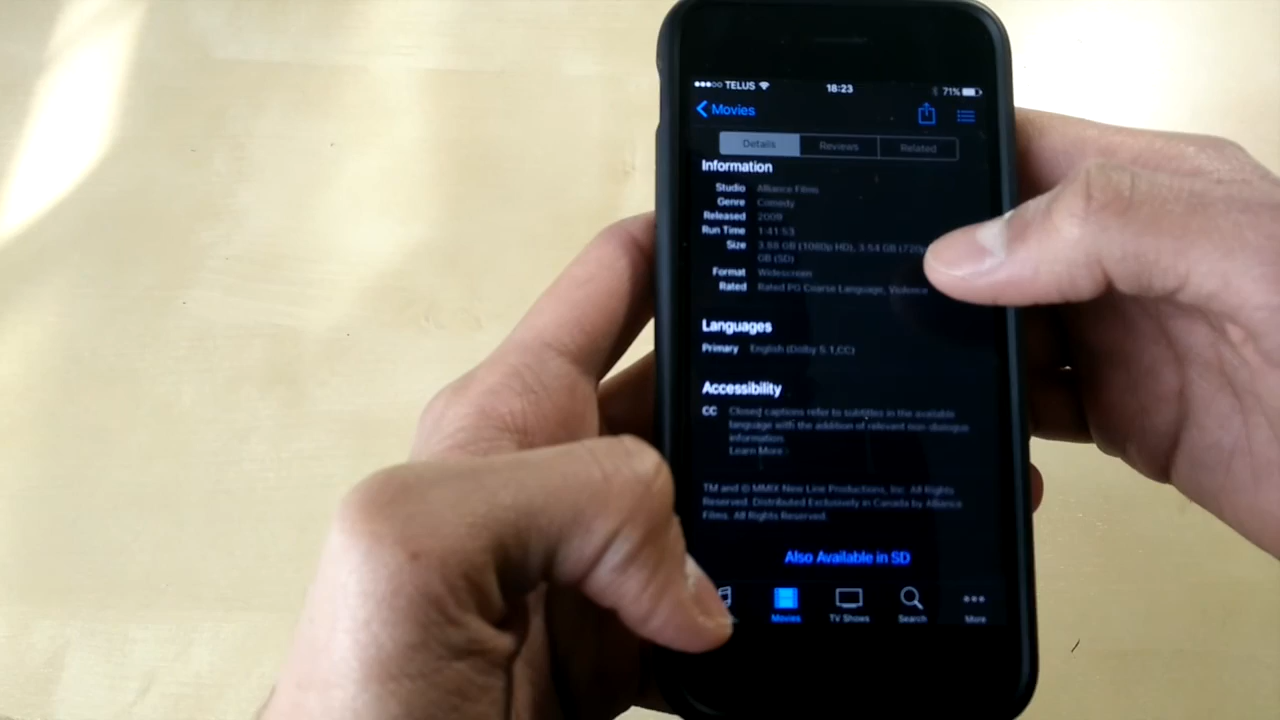 TELUS 18:23 71%
Movies
Details Reviews Related
Information
Studio Alliance Films
Genre Comedy
Released 2009
Run Time 1:41:53
Size 3.88 GB (1080p HD), 3.54 GB (720p
GB (SD)
Format Widescreen
Rated Rated PG Coarse Language, Violence
Languages
Primary English (Dolby 5.1,CC)
Accessibility
CC Closed captions refer to subtitles in the available
language with the addition of relevant non-dialogue
information.
Learn More
TM and © MMIX New Line Productions, Inc. All Rights
Reserved. Distributed Exclusively in Canada by Alliance
Films. All Rights Reserved.
Also Available in SD
Movies TV Shows Search More